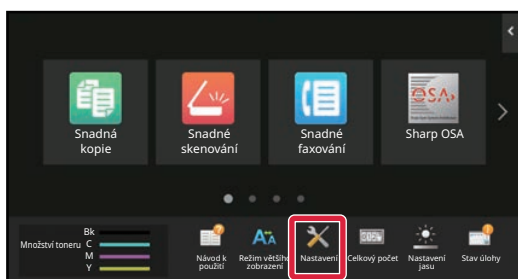 Snadná
kopie
Snadné
skenování
Snadné
faxování
OSA
Sharp OSA
Množství toneru
Bk
C
M
Y
Návod k
použití
Režim většího
zobrazení
Nastavení
Celkový počet
Nastavení
jasu
Stav úlohy